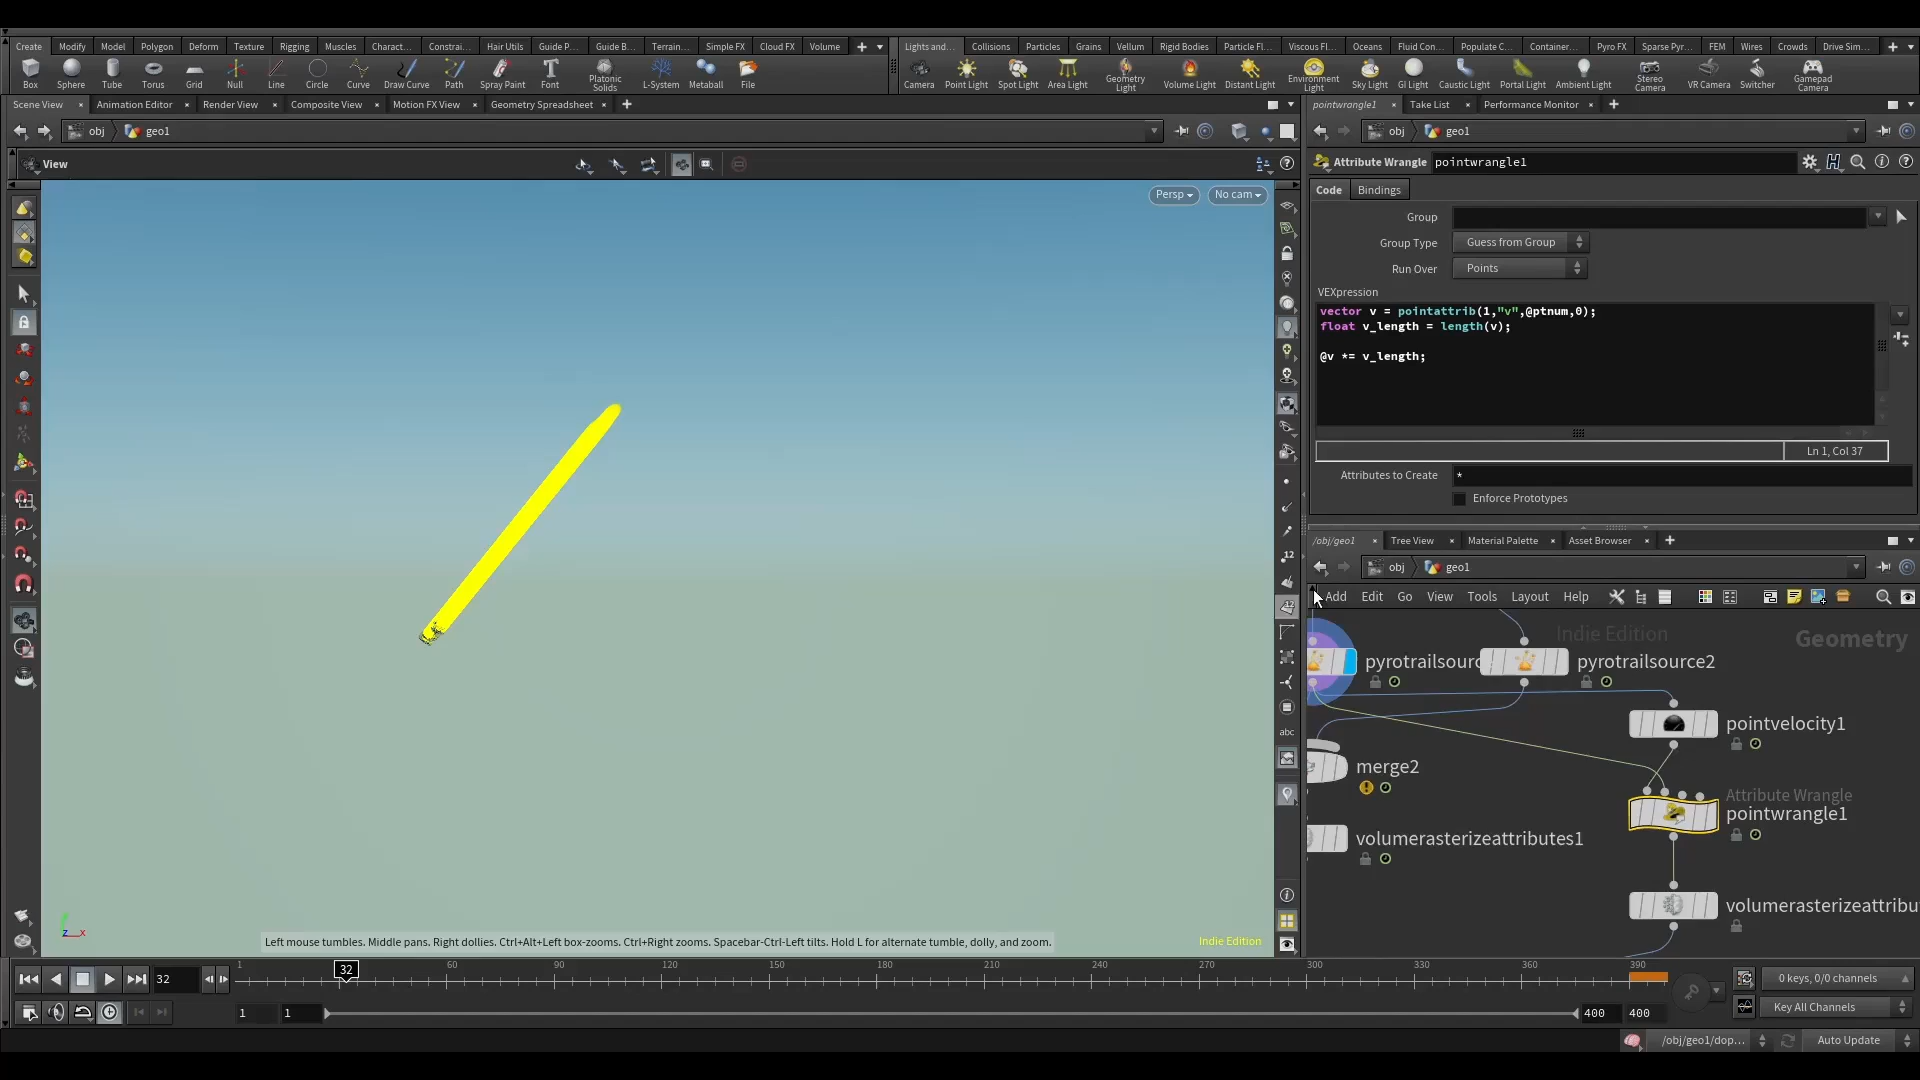 Create Modify Model Polygon Deform Texture Rigging Muscles Charact... Constrai... Hair Utils Guide P... Guide B... Terrain... Simple FX Cloud FX Volume
Lights and... Collisions Particles Grains Vellum Rigid Bodies Particle Fl... Viscous Fl... Oceans Fluid Con... Populate C... Container... Pyro FX Sparse Pyr... FEM Wires Crowds Drive Sim...
Box Sphere Tube Torus Grid Null Line Circle Curve Draw Curve Path Spray Paint Font Platonic Solids L-System Metaball File
Camera Point Light Spot Light Area Light Geometry Light Volume Light Distant Light Environment Light Sky Light GI Light Caustic Light Portal Light Ambient Light Stereo Camera VR Camera Switcher Gamepad Camera
Scene View Animation Editor Render View Composite View Motion FX View Geometry Spreadsheet
pointwrangle1 Take List Performance Monitor
obj geo1
obj geo1
View
Persp
No cam
Attribute Wrangle pointwrangle1
Code Bindings
Group
Group Type Guess from Group
Run Over Points
VEXpression
vector v = pointattrib(1,"v",@ptnum,0);
float v_length = length(v);
@v *= v_length;
Ln 1, Col 37
Attributes to Create *
Enforce Prototypes
12
abc
/obj/geo1 Tree View Material Palette Asset Browser
obj geo1
Add Edit Go View Tools Layout Help
Indie Edition
Geometry
pyrotrailsourc
pyrotrailsource2
pointvelocity1
merge2
Attribute Wrangle
pointwrangle1
volumerasterizeattributes1
volumerasterizeattribu
z x
Left mouse tumbles. Middle pans. Right dollies. Ctrl+Alt+Left box-zooms. Ctrl+Right zooms. Spacebar-Ctrl-Left tilts. Hold L for alternate tumble, dolly, and zoom.
Indie Edition
32
1 32 60 90 120 150 180 210 240 270 300 330 360 390
0 keys, 0/0 channels
1 1 400 400
Key All Channels
/obj/geo1/dop... Auto Update